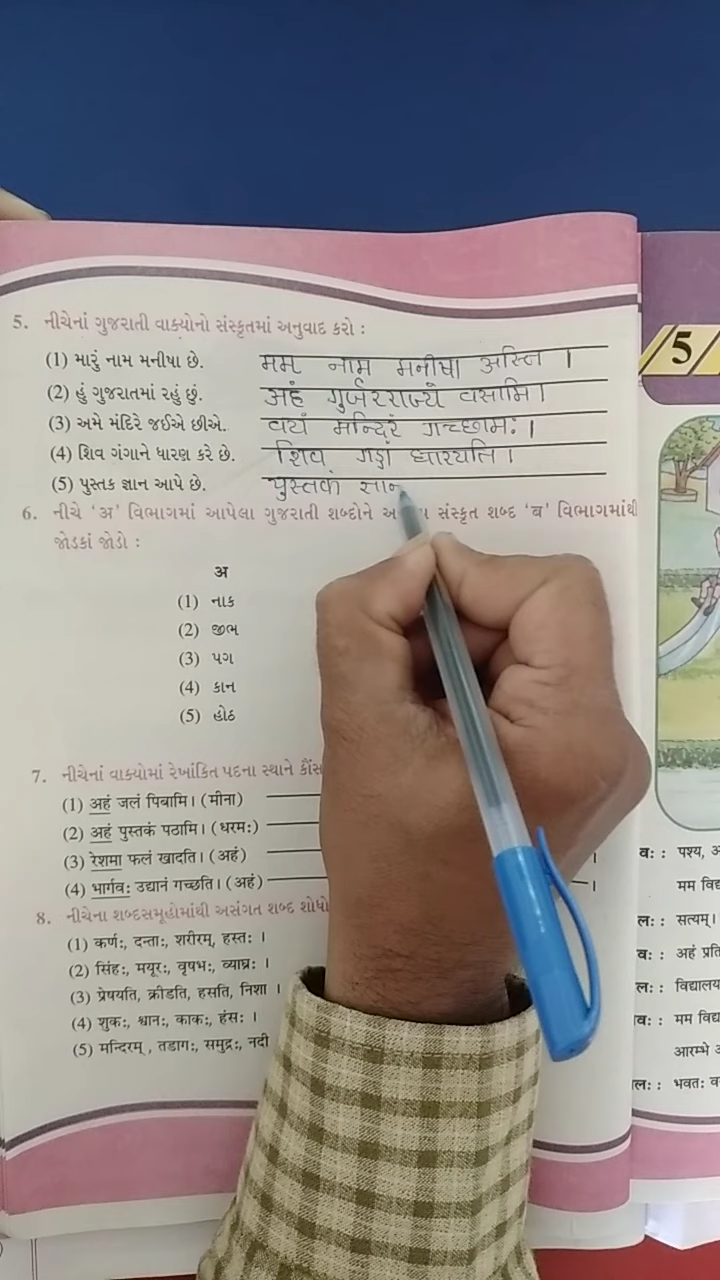 5. નીચેનાં ગુજરાતી વાક્યોનો સંસ્કૃતમાં અનુવાદ કરો :
(1) મારું નામ મનીષા છે. मम नाम मनीषा अस्ति ।
(2) હું ગુજરાતમાં રહું છું. अहं गुर्जरराज्ये वसामि ।
(3) અમે મંદિરે જઈએ છીએ. वयं मन्दिरं गच्छामः ।
(4) શિવ ગંગાને ધારણ કરે છે. शिव गङ्गां धारयति ।
(5) પુસ્તક જ્ઞાન આપે છે. पुस्तकं
6. નીચે ‘अ’ વિભાગમાં આપેલા ગુજરાતી શબ્દોને સંસ્કૃત શબ્દ ‘ब’ વિભાગમાંથી
જોડકાં જોડો :
अ
(1) નાક
(2) જીભ
(3) પગ
(4) કાન
(5) હોઠ
7. નીચેનાં વાક્યોમાં રેખાંકિત પદના સ્થાને કૌંસ
(1) अहं जलं पिबामि । (मीना)
(2) अहं पुस्तकं पठामि । (धरमः)
(3) रेशमा फलं खादति । (अहं)
(4) भार्गवः उद्यानं गच्छति । (अहं)
8. નીચેના શબ્દસમૂહોમાંથી અસંગત શબ્દ શોધો
(1) कर्णः, दन्ताः, शरीरम्, हस्तः ।
(2) सिंहः, मयूरः, वृषभः, व्याघ्रः ।
(3) प्रेषयति, क्रीडति, हसति, निशा ।
(4) शुकः, श्वानः, काकः, हंसः ।
(5) मन्दिरम्, तडागः, समुद्रः, नदी
5
वः : पश्य,
मम
लः : सत्यम् ।
वः : अहं प्रति
लः : विद्यालय
वः : मम विद्य
आरम्भे
लः : भवतः